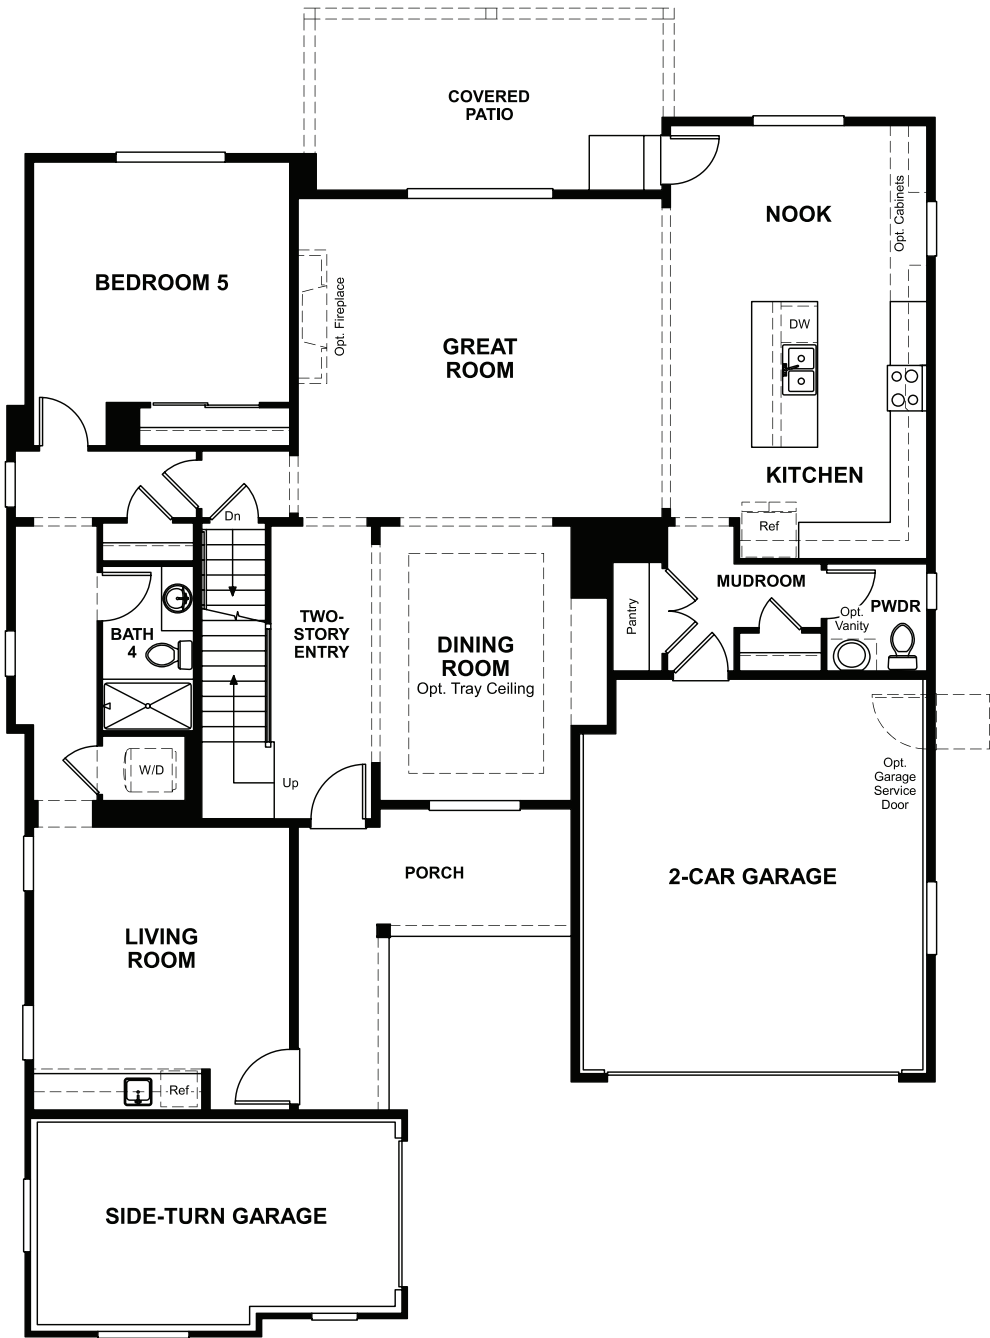 COVERED
PATIO
NOOK
Opt. Cabinets
BEDROOM 5
Opt. Fireplace
GREAT
ROOM
DW
KITCHEN
Dn
Ref
MUDROOM
Pantry
PWDR
Opt.
Vanity
TWO-
STORY
ENTRY
BATH
4
DINING
ROOM
Opt. Tray Ceiling
W/D
Up
Opt.
Garage
Service
Door
PORCH
2-CAR GARAGE
LIVING
ROOM
Ref
SIDE-TURN GARAGE